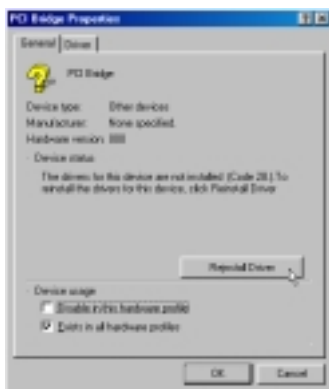 PCI Bridge Properties
General Driver
PCI Bridge
Device type: Other devices
Manufacturer: None specified.
Hardware version:
Device status
The drivers for this device are not installed. (Code 28.) To
reinstall the drivers for this device, click Reinstall Driver
Reinstall Driver
Device usage
Disable in this hardware profile
Exists in all hardware profiles
OK Cancel